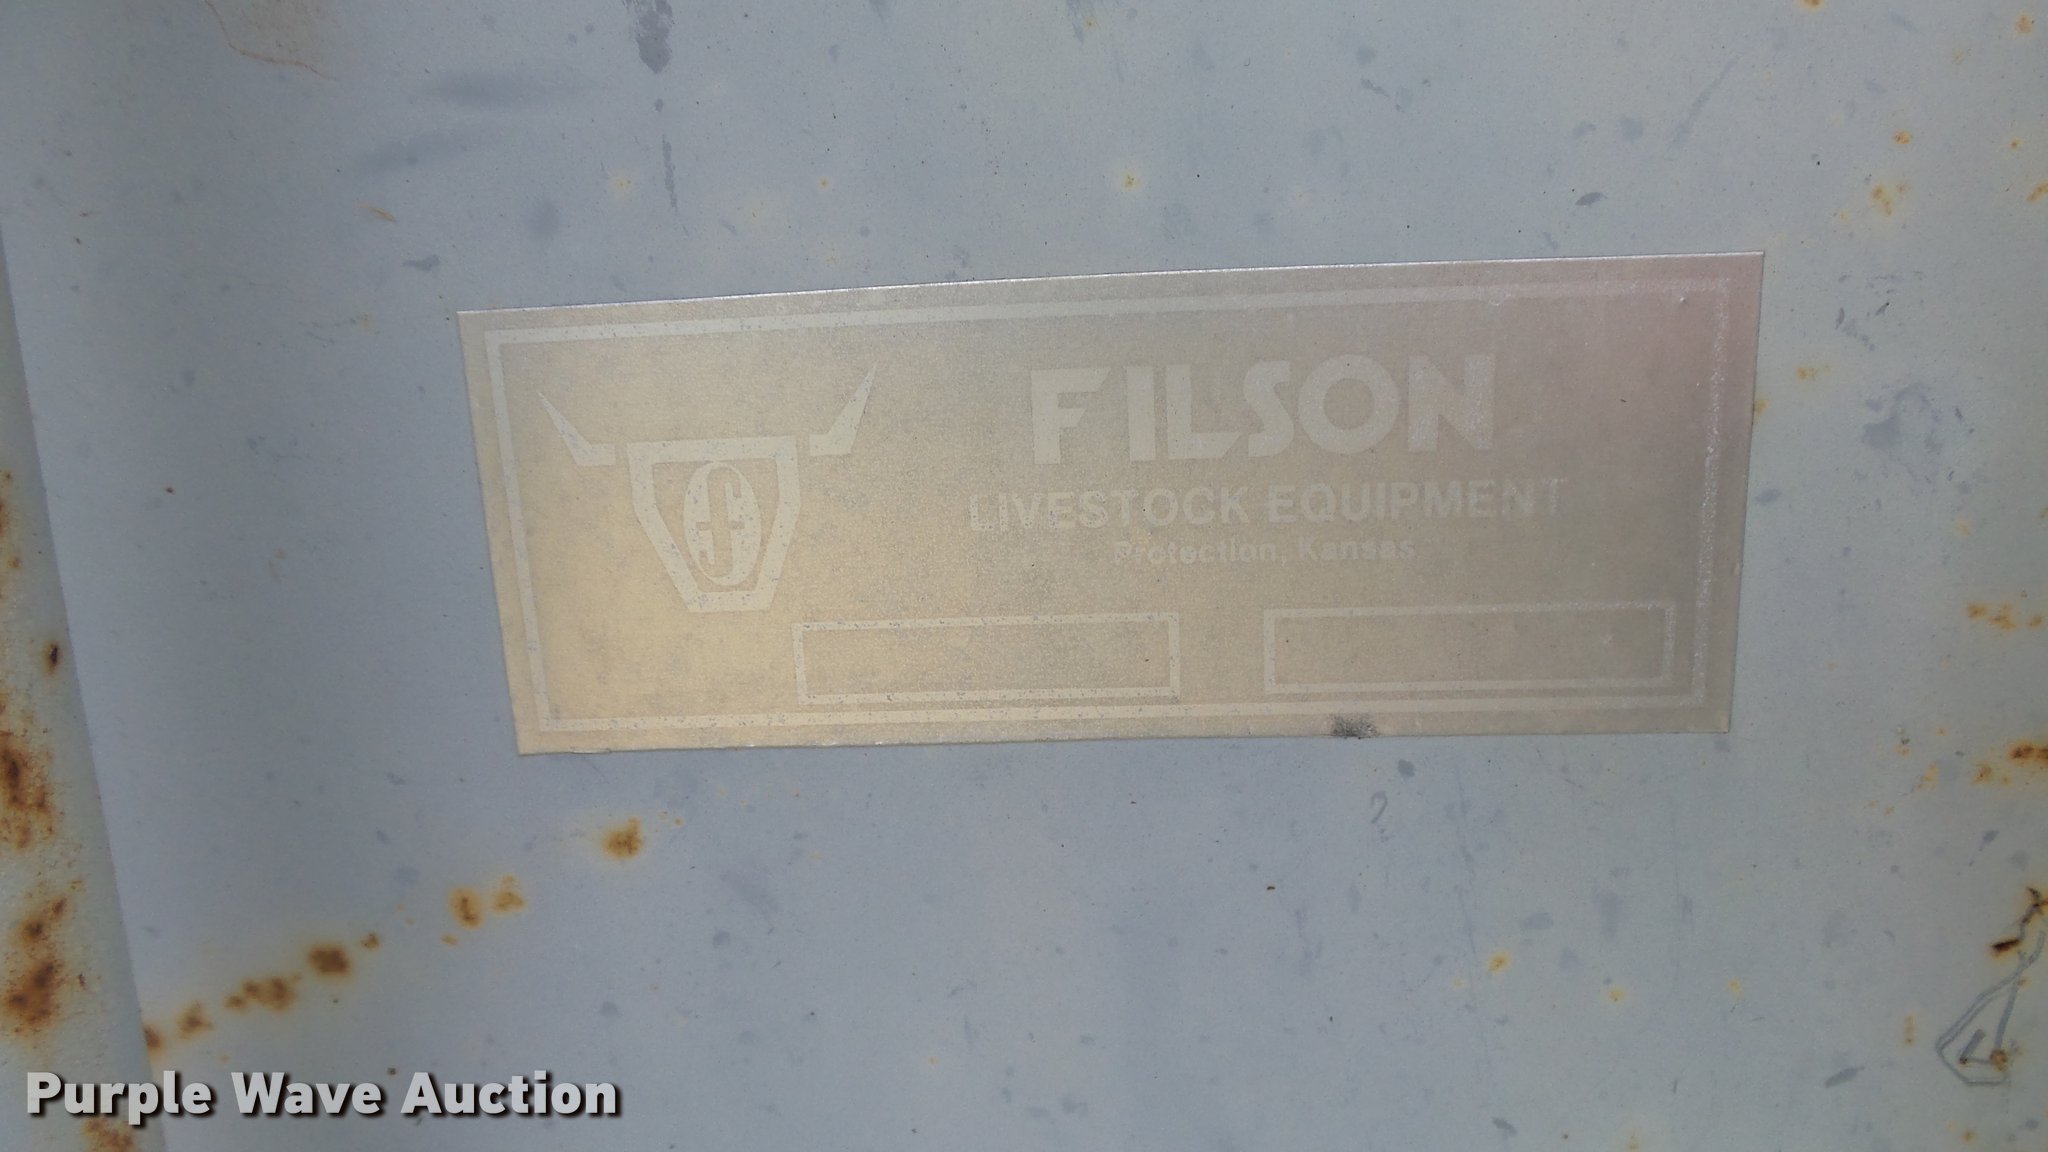 FILSON
LIVESTOCK EQUIPMENT
Protection, Kansas
f
Purple Wave Auction